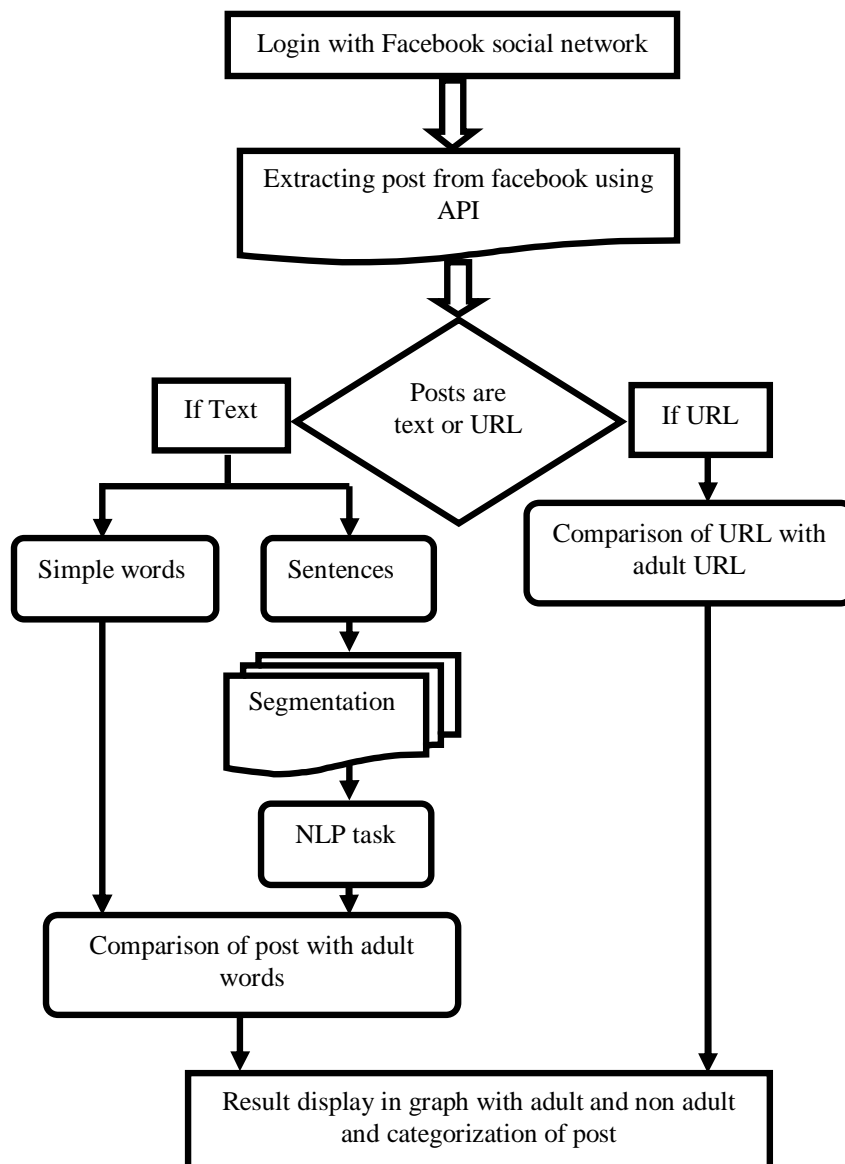 Login with Facebook social network
Extracting post from facebook using
API
Posts are
text or URL
If Text
If URL
Simple words
Sentences
Comparison of URL with
adult URL
Segmentation
NLP task
Comparison of post with adult
words
Result display in graph with adult and non adult
and categorization of post